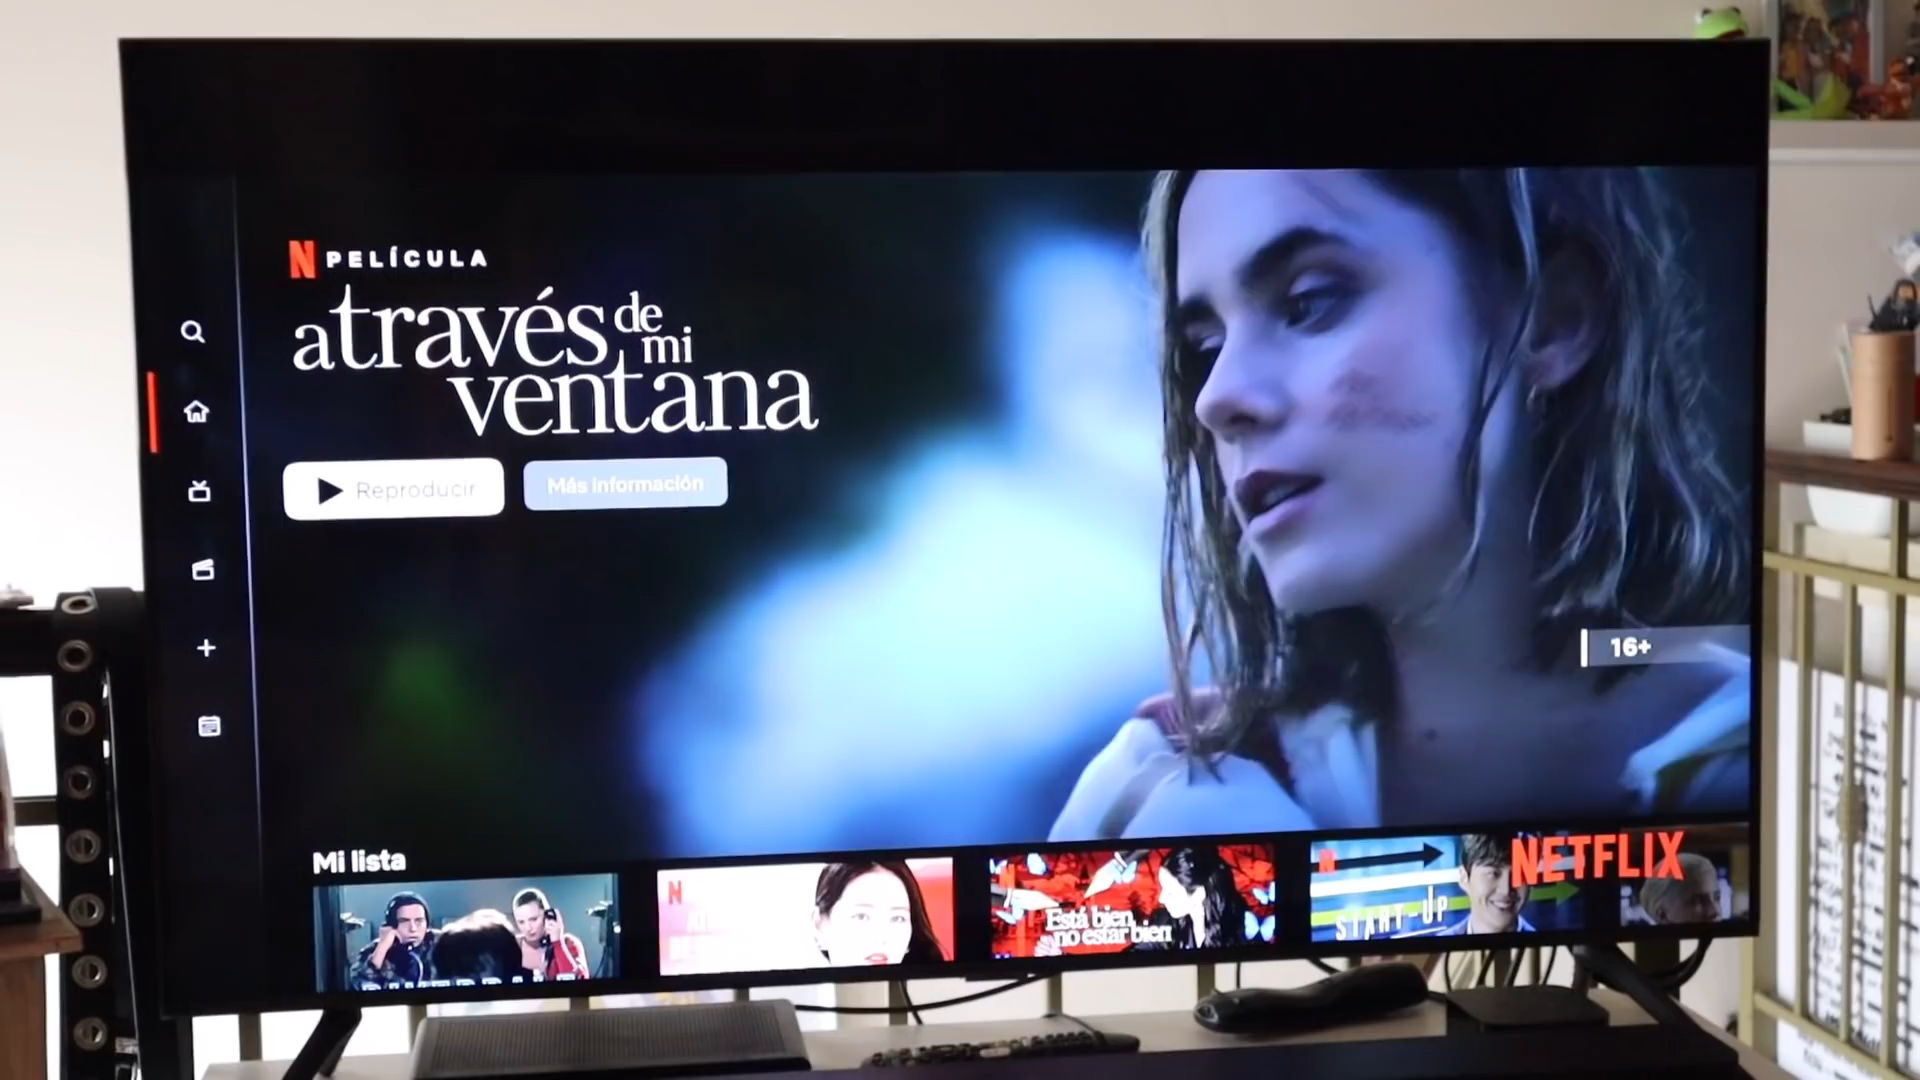 N PELÍCULA
a través de mi
ventana
Reproducir
Más información
16+
Mi lista
NETFLIX
N
Está bien
no estar bien
START-UP